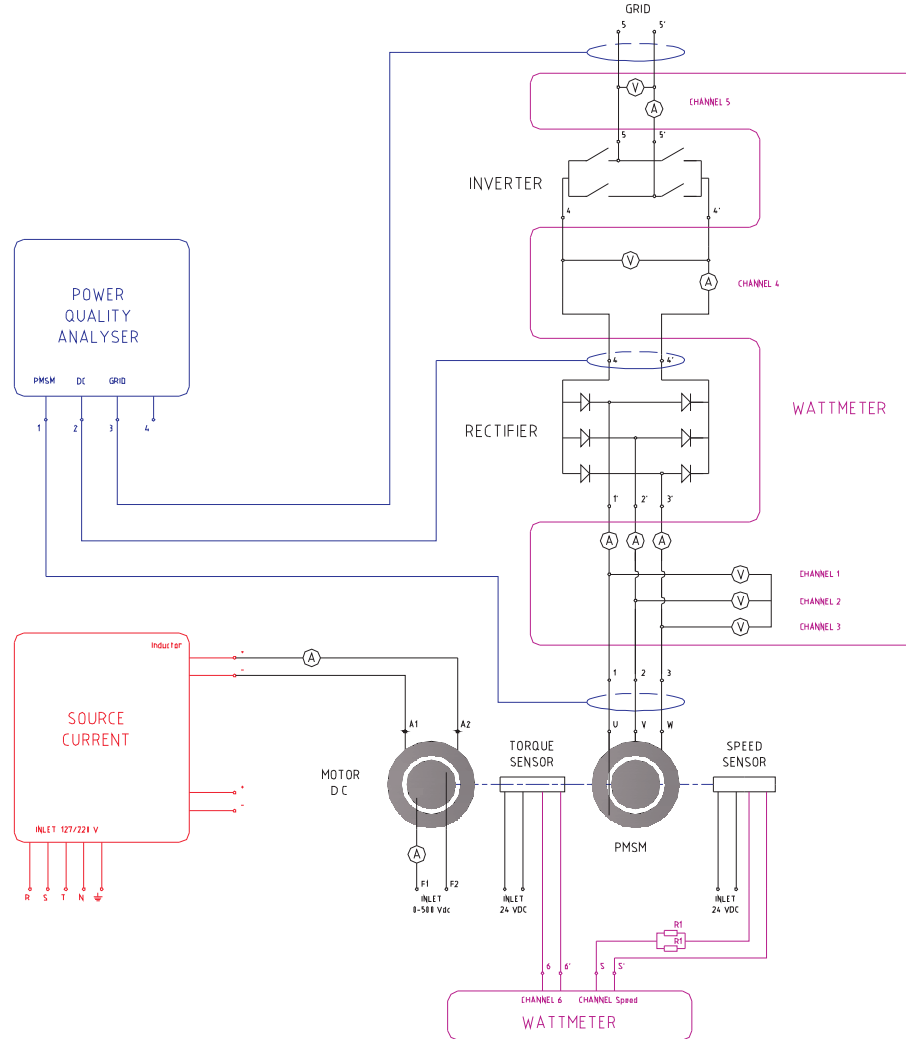 GRID
5 5'
V
A
CHANNEL 5
5 5'
INVERTER
4 4'
V
A
CHANNEL 4
POWER
QUALITY
ANALYSER
PMSM DC GRID
1 2 3 4
4 4'
WATTMETER
RECTIFIER
1' 2' 3'
A A A
V CHANNEL 1
V CHANNEL 2
V CHANNEL 3
Inductor
+
-
A
SOURCE
CURRENT
+
-
INLET 127/220 V
R S T N
1 2 3
A1 A2
U V W
MOTOR
DC
TORQUE
SENSOR
SPEED
SENSOR
PMSM
A
F1 F2
INLET
0-500 Vdc
INLET
24 VDC
INLET
24 VDC
R1
R1
6 6' S S'
CHANNEL 6 CHANNEL Speed
WATTMETER